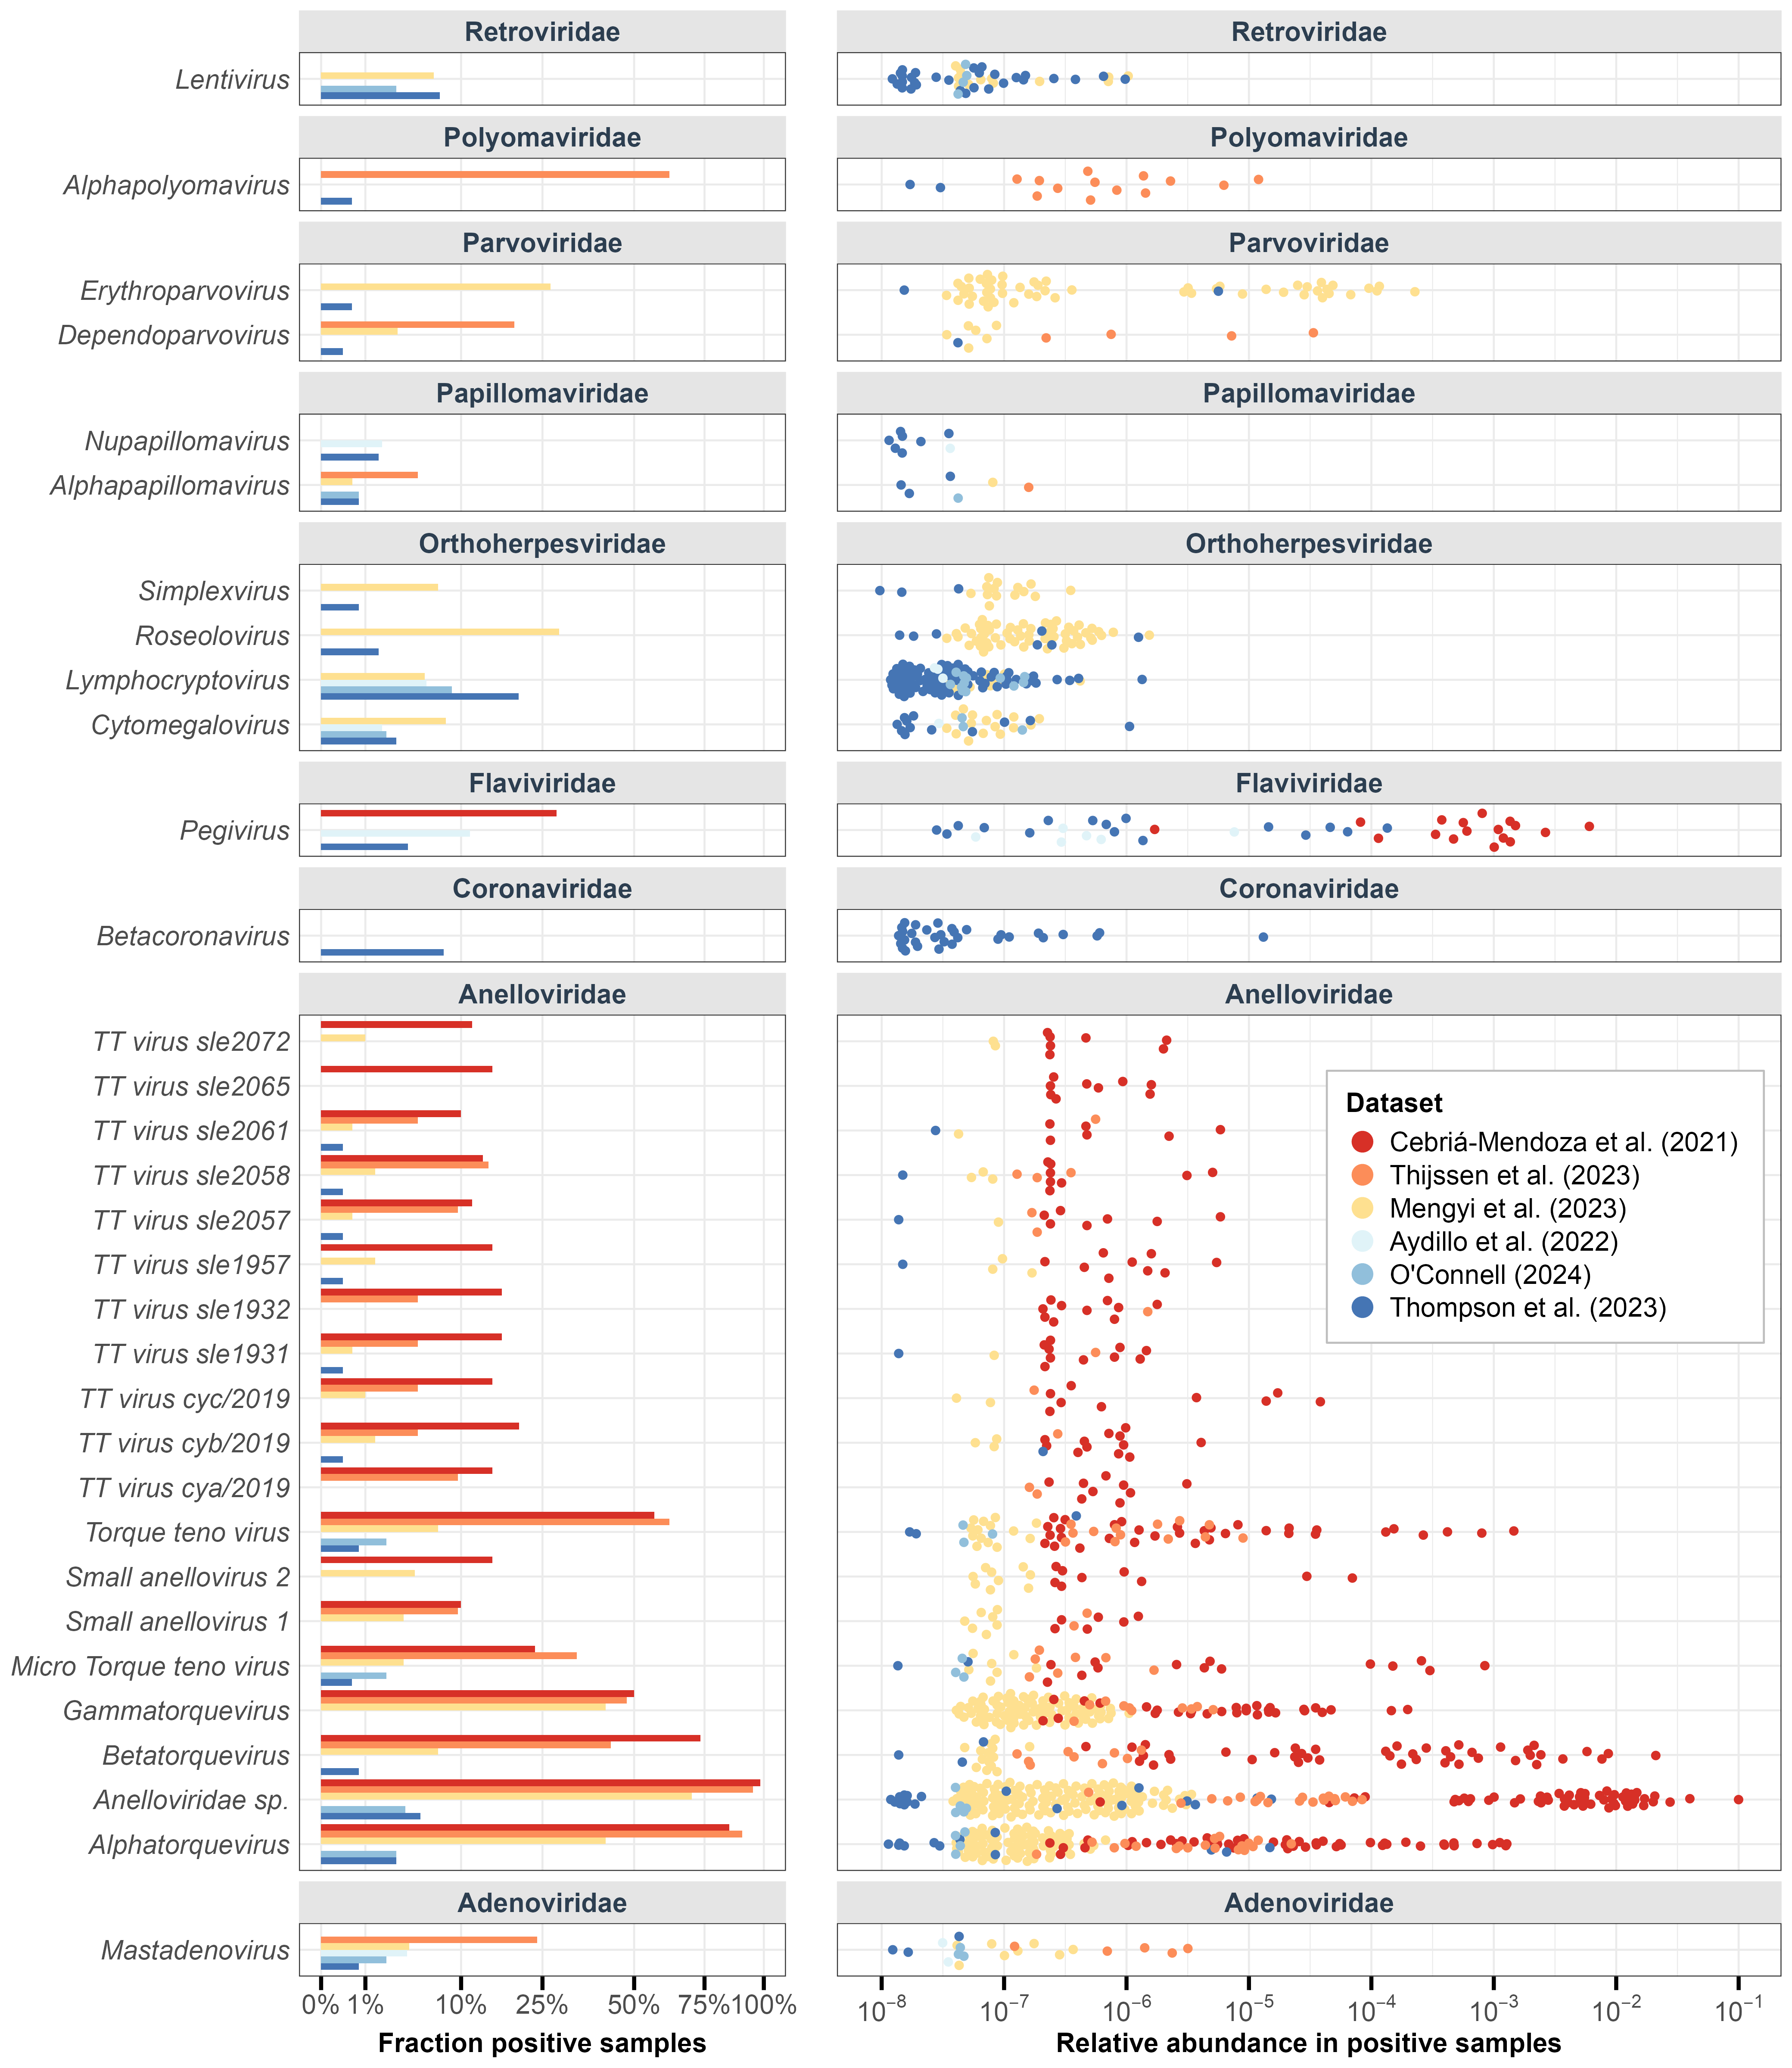 Retroviridae
Retroviridae
Lentivirus
Polyomaviridae
Polyomaviridae
Alphapolyomavirus
Parvoviridae
Parvoviridae
Erythroparvovirus
Dependoparvovirus
Papillomaviridae
Papillomaviridae
Nupapillomavirus
Alphapapillomavirus
Orthoherpesviridae
Orthoherpesviridae
Simplexvirus
Roseolovirus
Lymphocryptovirus
Cytomegalovirus
Flaviviridae
Flaviviridae
Pegivirus
Coronaviridae
Coronaviridae
Betacoronavirus
Anelloviridae
Anelloviridae
TT virus sle2072
TT virus sle2065
TT virus sle2061
TT virus sle2058
TT virus sle2057
TT virus sle1957
TT virus sle1932
TT virus sle1931
TT virus cyc/2019
TT virus cyb/2019
TT virus cya/2019
Torque teno virus
Small anellovirus 2
Small anellovirus 1
Micro Torque teno virus
Gammatorquevirus
Betatorquevirus
Anelloviridae sp.
Alphatorquevirus
Dataset
Cebriá-Mendoza et al. (2021)
Thijssen et al. (2023)
Mengyi et al. (2023)
Aydillo et al. (2022)
O'Connell (2024)
Thompson et al. (2023)
Adenoviridae
Adenoviridae
Mastadenovirus
0% 1% 10% 25% 50% 75% 100%
10⁻⁸ 10⁻⁷ 10⁻⁶ 10⁻⁵ 10⁻⁴ 10⁻³ 10⁻² 10⁻¹
Fraction positive samples
Relative abundance in positive samples